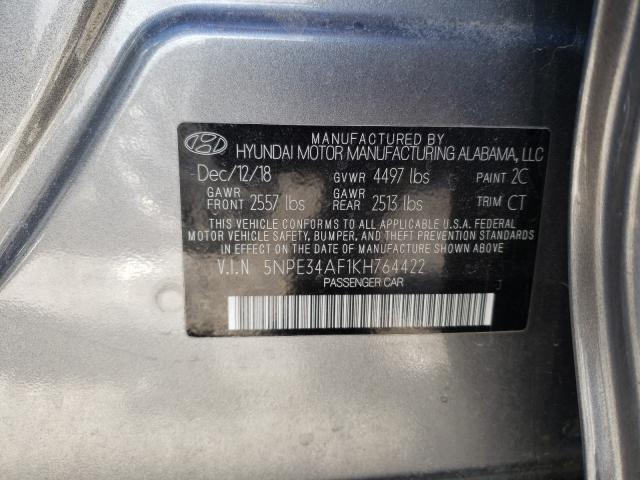 MANUFACTURED BY
HYUNDAI MOTOR MANUFACTURING ALABAMA, LLC
Dec/12/18 GVWR 4497 lbs PAINT 2C
GAWR FRONT 2557 lbs GAWR REAR 2513 lbs TRIM CT
THIS VEHICLE CONFORMS TO ALL APPLICABLE U.S.A. FEDERAL
MOTOR VEHICLE SAFETY, BUMPER, AND THEFT PREVENTION STANDARDS
IN EFFECT ON THE DATE OF MANUFACTURE SHOWN ABOVE.
V.I.N 5NPE34AF1KH764422
PASSENGER CAR